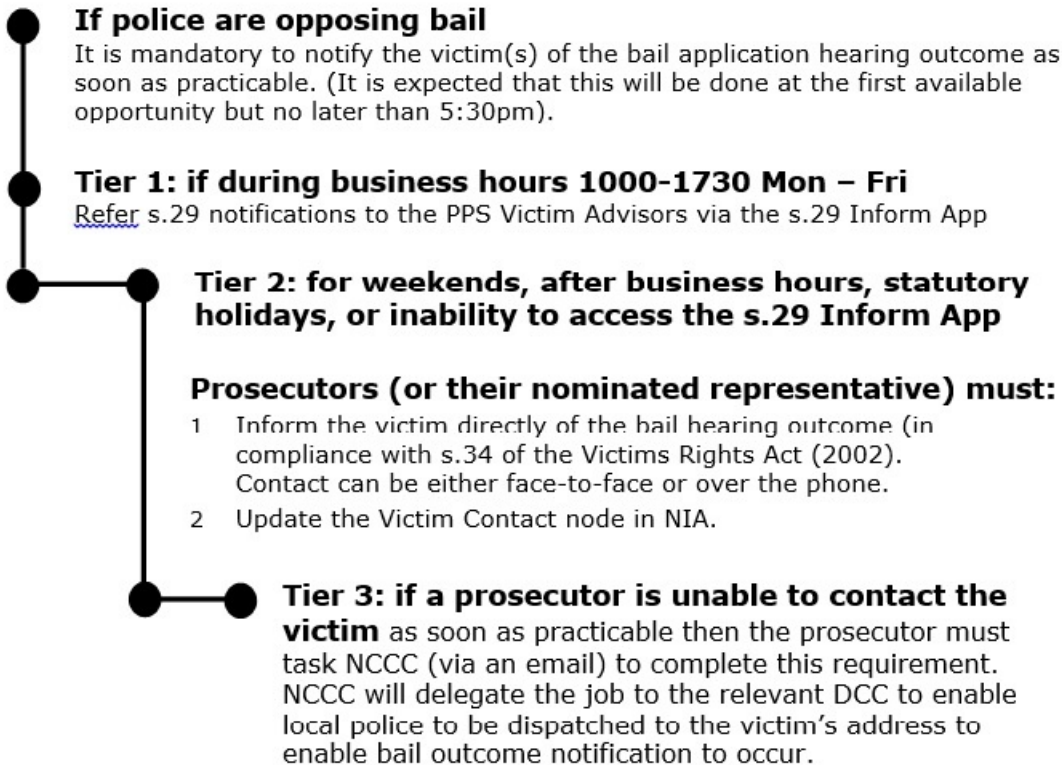 If police are opposing bail
It is mandatory to notify the victim(s) of the bail application hearing outcome as
soon as practicable. (It is expected that this will be done at the first available
opportunity but no later than 5:30pm).
Tier 1: if during business hours 1000-1730 Mon – Fri
Refer s.29 notifications to the PPS Victim Advisors via the s.29 Inform App
Tier 2: for weekends, after business hours, statutory
holidays, or inability to access the s.29 Inform App
Prosecutors (or their nominated representative) must:
1 Inform the victim directly of the bail hearing outcome (in
compliance with s.34 of the Victims Rights Act (2002).
Contact can be either face-to-face or over the phone.
2 Update the Victim Contact node in NIA.
Tier 3: if a prosecutor is unable to contact the
victim as soon as practicable then the prosecutor must
task NCCC (via an email) to complete this requirement.
NCCC will delegate the job to the relevant DCC to enable
local police to be dispatched to the victim's address to
enable bail outcome notification to occur.